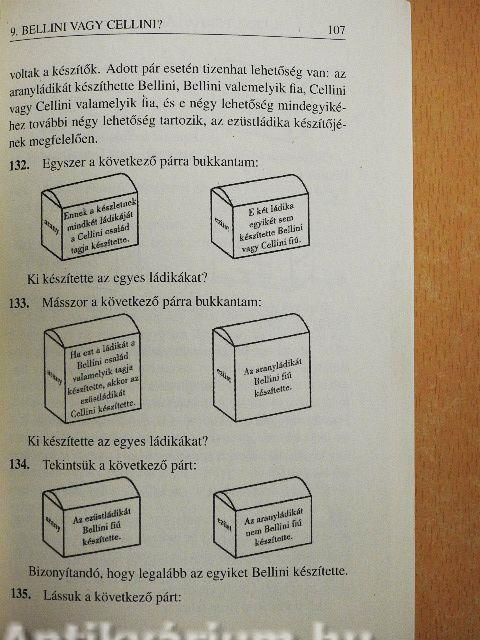 9. BELLINI VAGY CELLINI? 107
voltak a készítők. Adott pár esetén tizenhat lehetőség van: az
aranyládikát készíthette Bellini, Bellini valemelyik fia, Cellini
vagy Cellini valamelyik fia, és e négy lehetőség mindegyiké-
hez további négy lehetőség tartozik, az ezüstládika készítőjé-
nek megfelelően.
132. Egyszer a következő párra bukkantam:
arany
Ennek a készletnek
mindkét ládikáját
a Cellini család
tagja készítette.
ezüst
E két ládika
egyikét sem
készítette Bellini
vagy Cellini fiú.
Ki készítette az egyes ládikákat?
133. Másszor a következő párra bukkantam:
arany
Ha ezt a ládikát a
Bellini család
valamelyik tagja
készítette, akkor az
ezüstládikát
Cellini készítette.
ezüst
Az aranyládikát
Bellini fiú
készítette.
Ki készítette az egyes ládikákat?
134. Tekintsük a következő párt:
arany
Az ezüstládikát
Bellini fiú
készítette.
ezüst
Az aranyládikát
nem Bellini fiú
készítette.
Bizonyítandó, hogy legalább az egyiket Bellini készítette.
135. Lássuk a következő párt:
Antikvárium.hu